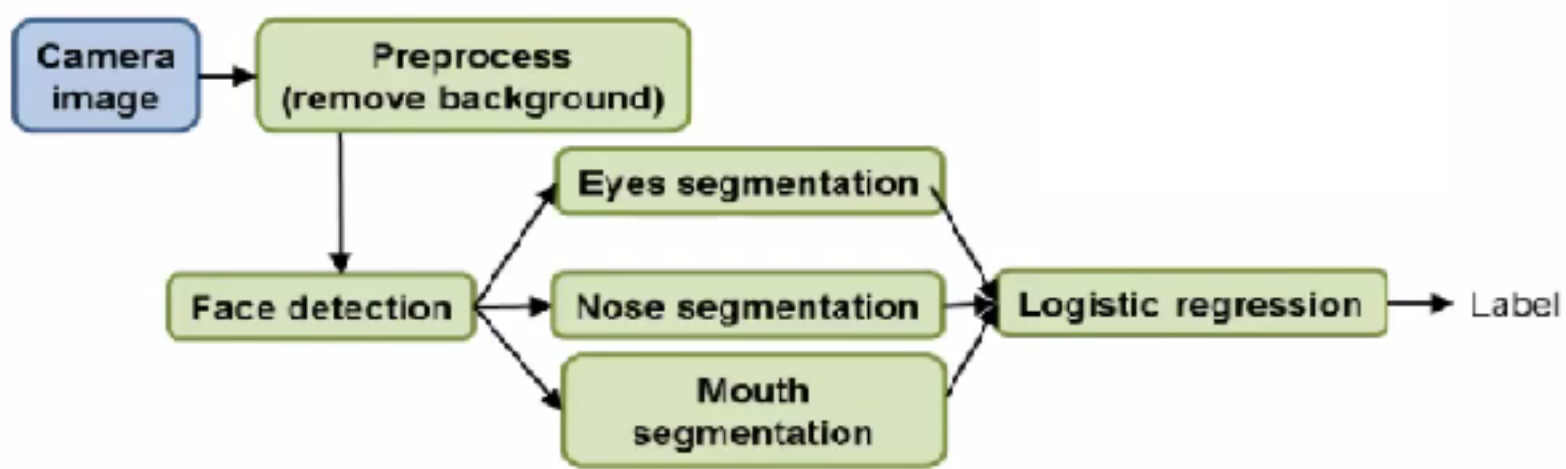 Camera
image
Preprocess
(remove background)
Eyes segmentation
Face detection
Nose segmentation
Logistic regression
Label
Mouth
segmentation